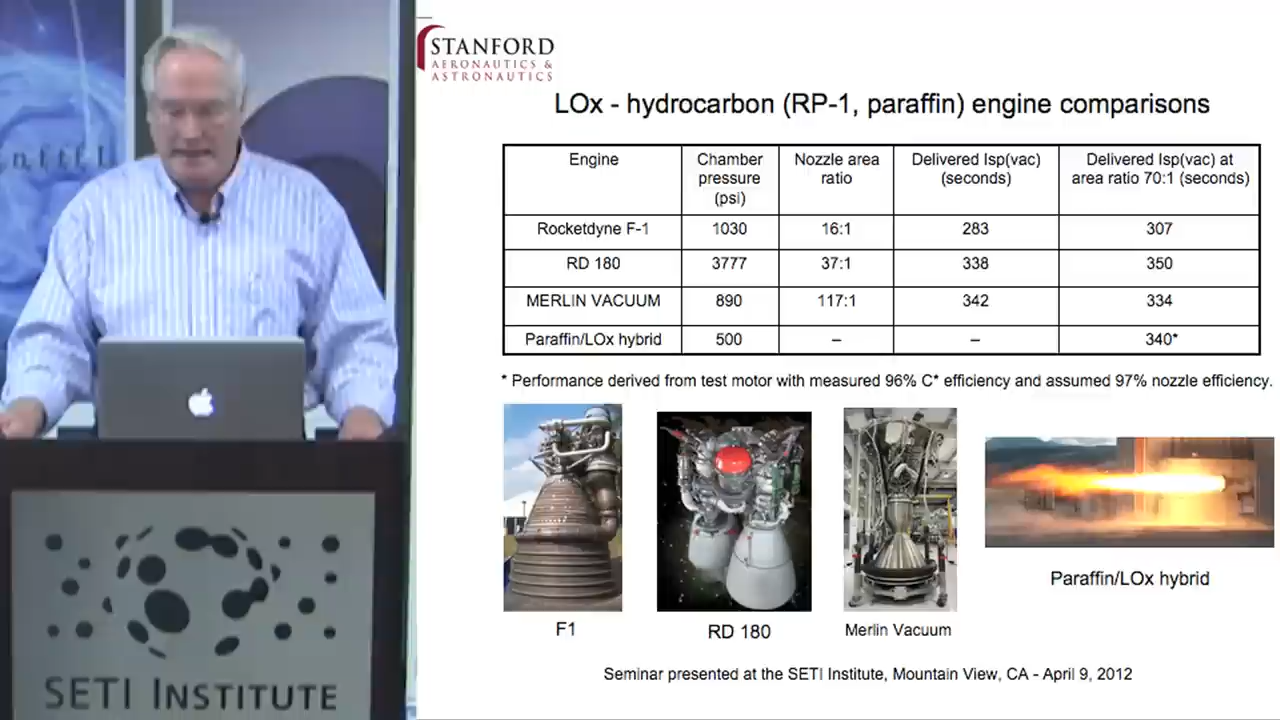 STANFORD
AERONAUTICS &
ASTRONAUTICS
LOx - hydrocarbon (RP-1, paraffin) engine comparisons
Engine Chamber pressure (psi) Nozzle area ratio Delivered Isp(vac) (seconds) Delivered Isp(vac) at area ratio 70:1 (seconds)
Rocketdyne F-1 1030 16:1 283 307
RD 180 3777 37:1 338 350
MERLIN VACUUM 890 117:1 342 334
Paraffin/LOx hybrid 500 – – 340*
* Performance derived from test motor with measured 96% C* efficiency and assumed 97% nozzle efficiency.
F1
RD 180
Merlin Vacuum
Paraffin/LOx hybrid
Seminar presented at the SETI Institute, Mountain View, CA - April 9, 2012
SETI INSTITUTE